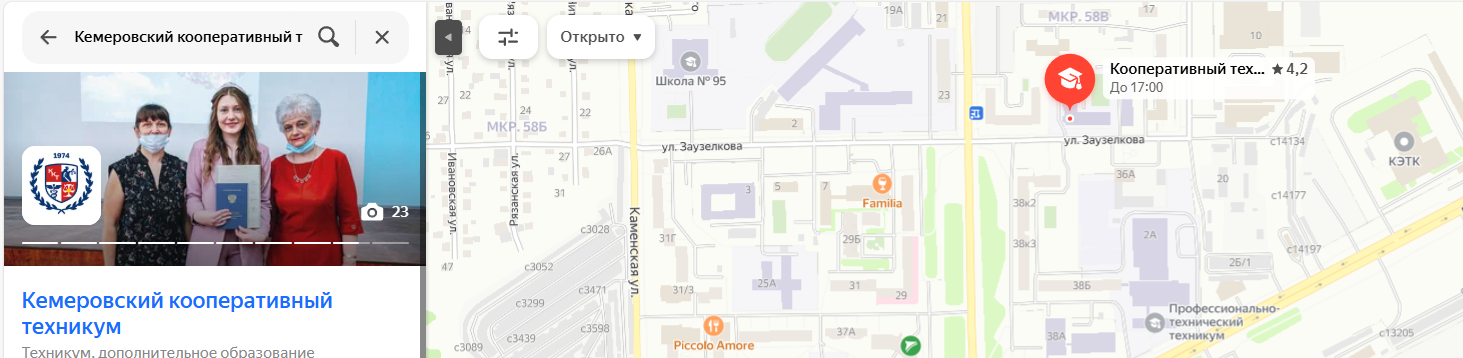 Кемеровский кооперативный т
Открыто
1974
ККТ
23
Кемеровский кооперативный
техникум
Техникум, дополнительное образование
МКР. 58В
10
Кооперативный тех... 4,2
До 17:00
Школа № 95
21
23
22
24
27
27
МКР. 58Б
2
26А
31
47
Ивановская ул.
Рязанская ул.
Каменская ул.
ул. Заузелкова
ул. Заузелкова
с14134
КЭТК
36А
с14177
38к2
38к3
3
5
7
Familia
с3028
31Г
29Б
2А
с14197
2Б/1
с3052
с3471
с3299
31/3
25А
31
29
38Б
с3598
с3439
с3089
37А
38А
Piccolo Amore
Профессионально-
технический
техникум
с13205